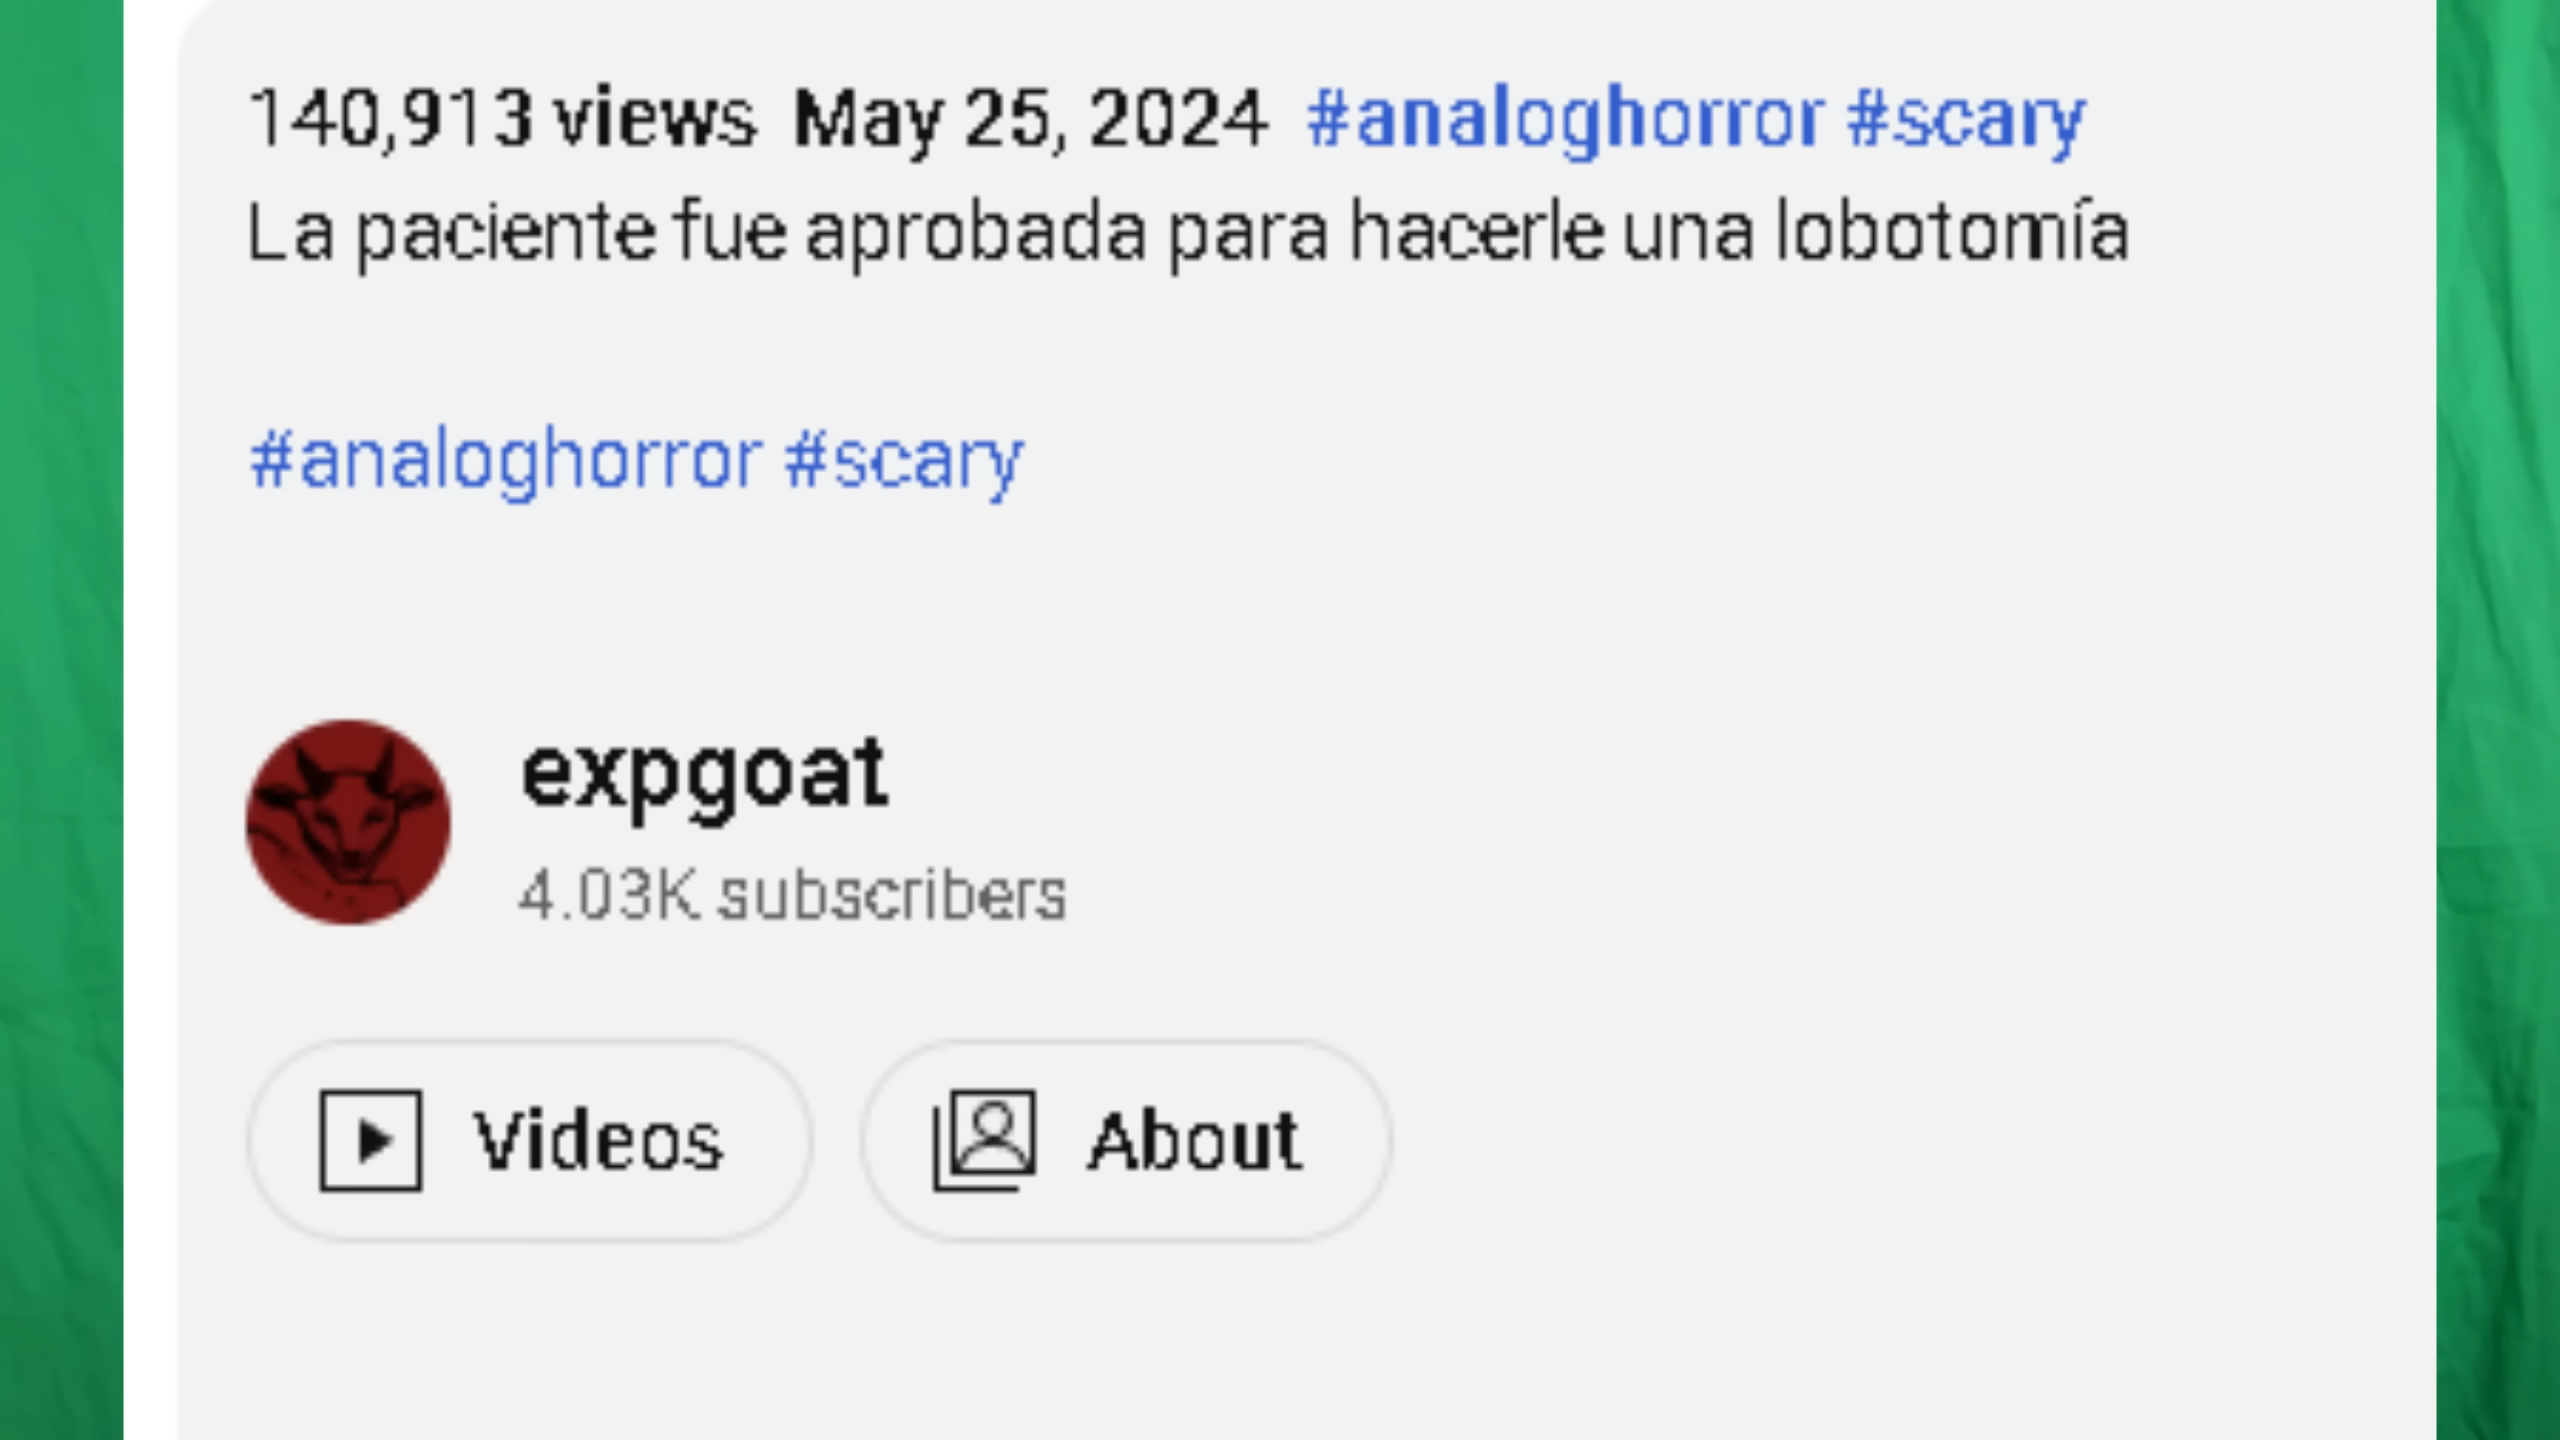 140,913 views  May 25, 2024  #analoghorror #scary
La paciente fue aprobada para hacerle una lobotomía
#analoghorror #scary
expgoat
4.03K subscribers
Videos
About